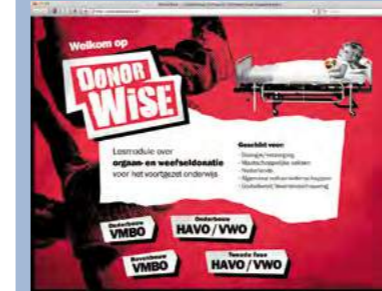 Welkom op
DONOR
WISE
Lesmodule over
orgaan- en weefseldonatie
voor het voortgezet onderwijs
Geschikt voor:
- Nederlands
Onderbouw
VMBO
Onderbouw
HAVO / VWO
Bovenbouw
VMBO
Tweede fase
HAVO / VWO